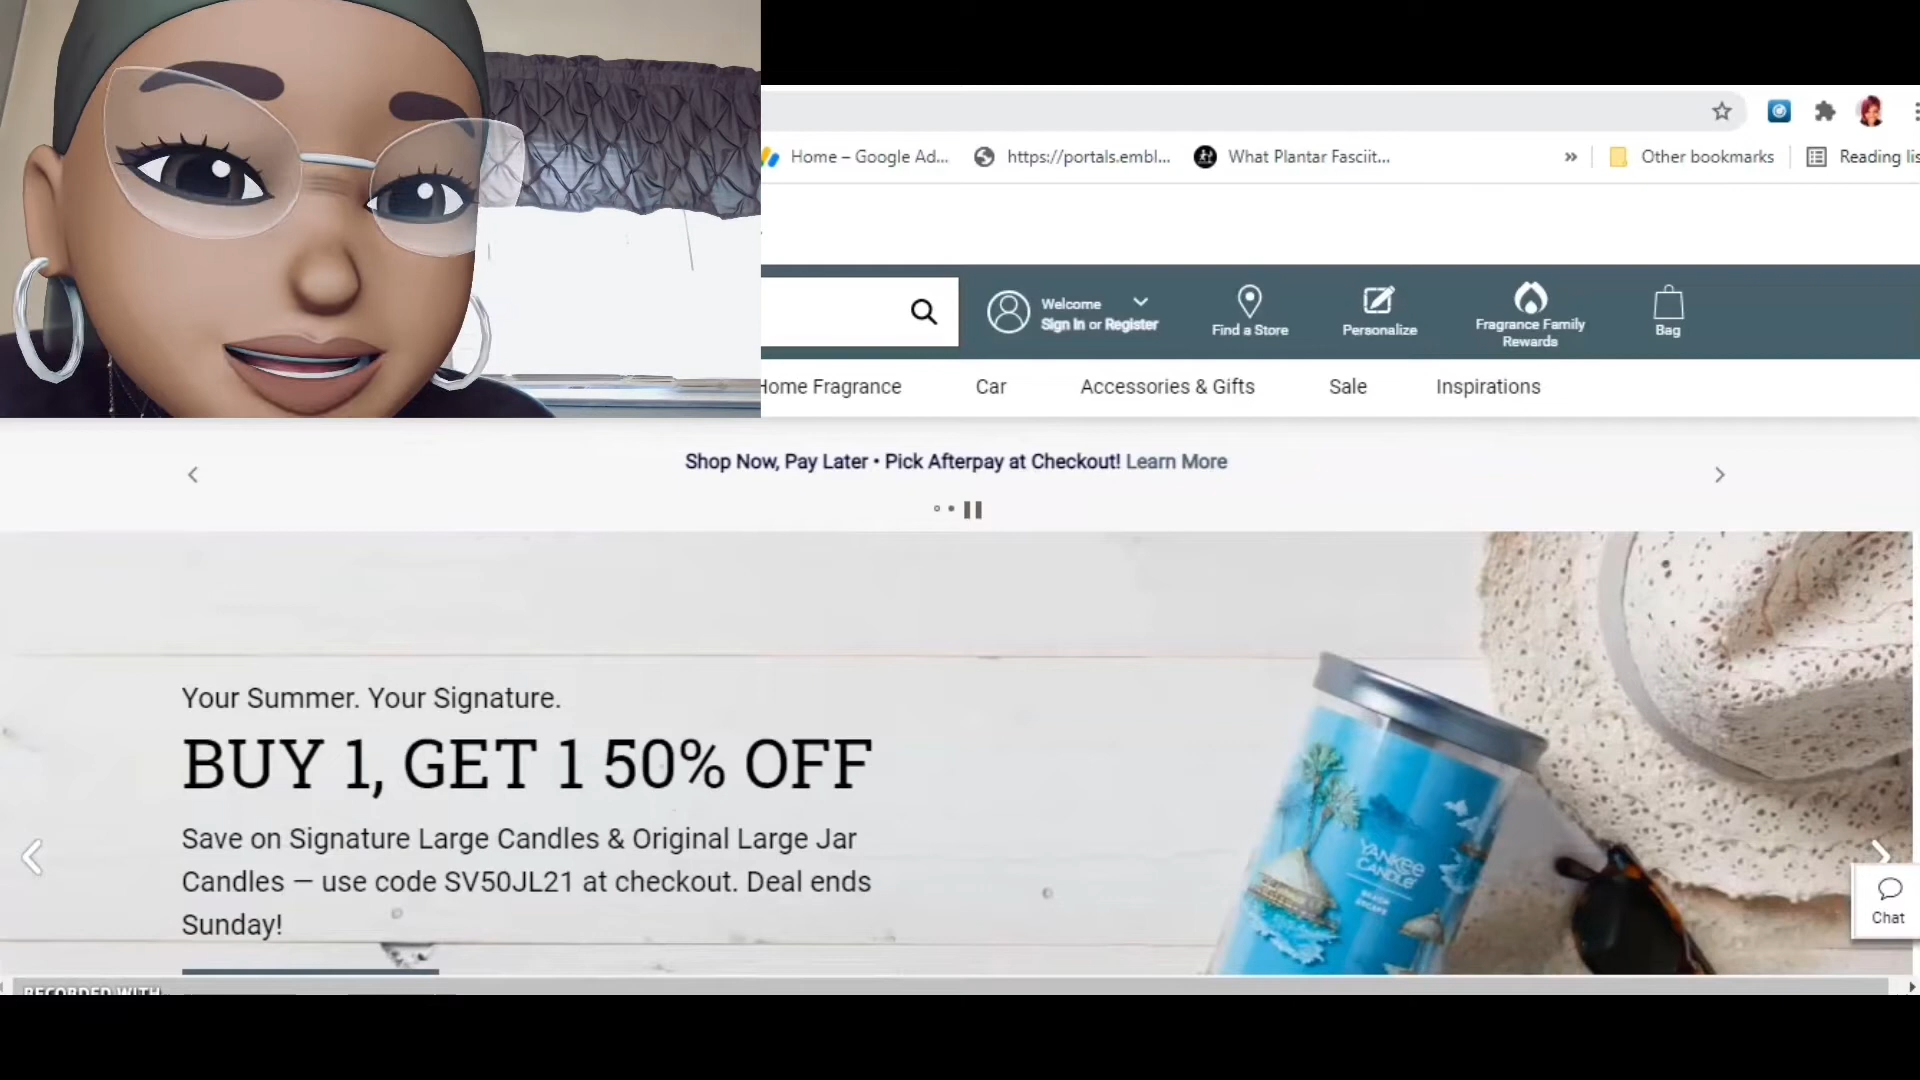 Home – Google Ad...
https://portals.embl...
What Plantar Fasciit...
»
Other bookmarks
Reading lis
Welcome
Sign In or Register
Find a Store
Personalize
Fragrance Family
Rewards
Bag
Home Fragrance
Car
Accessories & Gifts
Sale
Inspirations
Shop Now, Pay Later • Pick Afterpay at Checkout! Learn More
Your Summer. Your Signature.
BUY 1, GET 1 50% OFF
Save on Signature Large Candles & Original Large Jar
Candles — use code SV50JL21 at checkout. Deal ends
Sunday!
YANKEE
CANDLE
Chat
RECORDED WITH